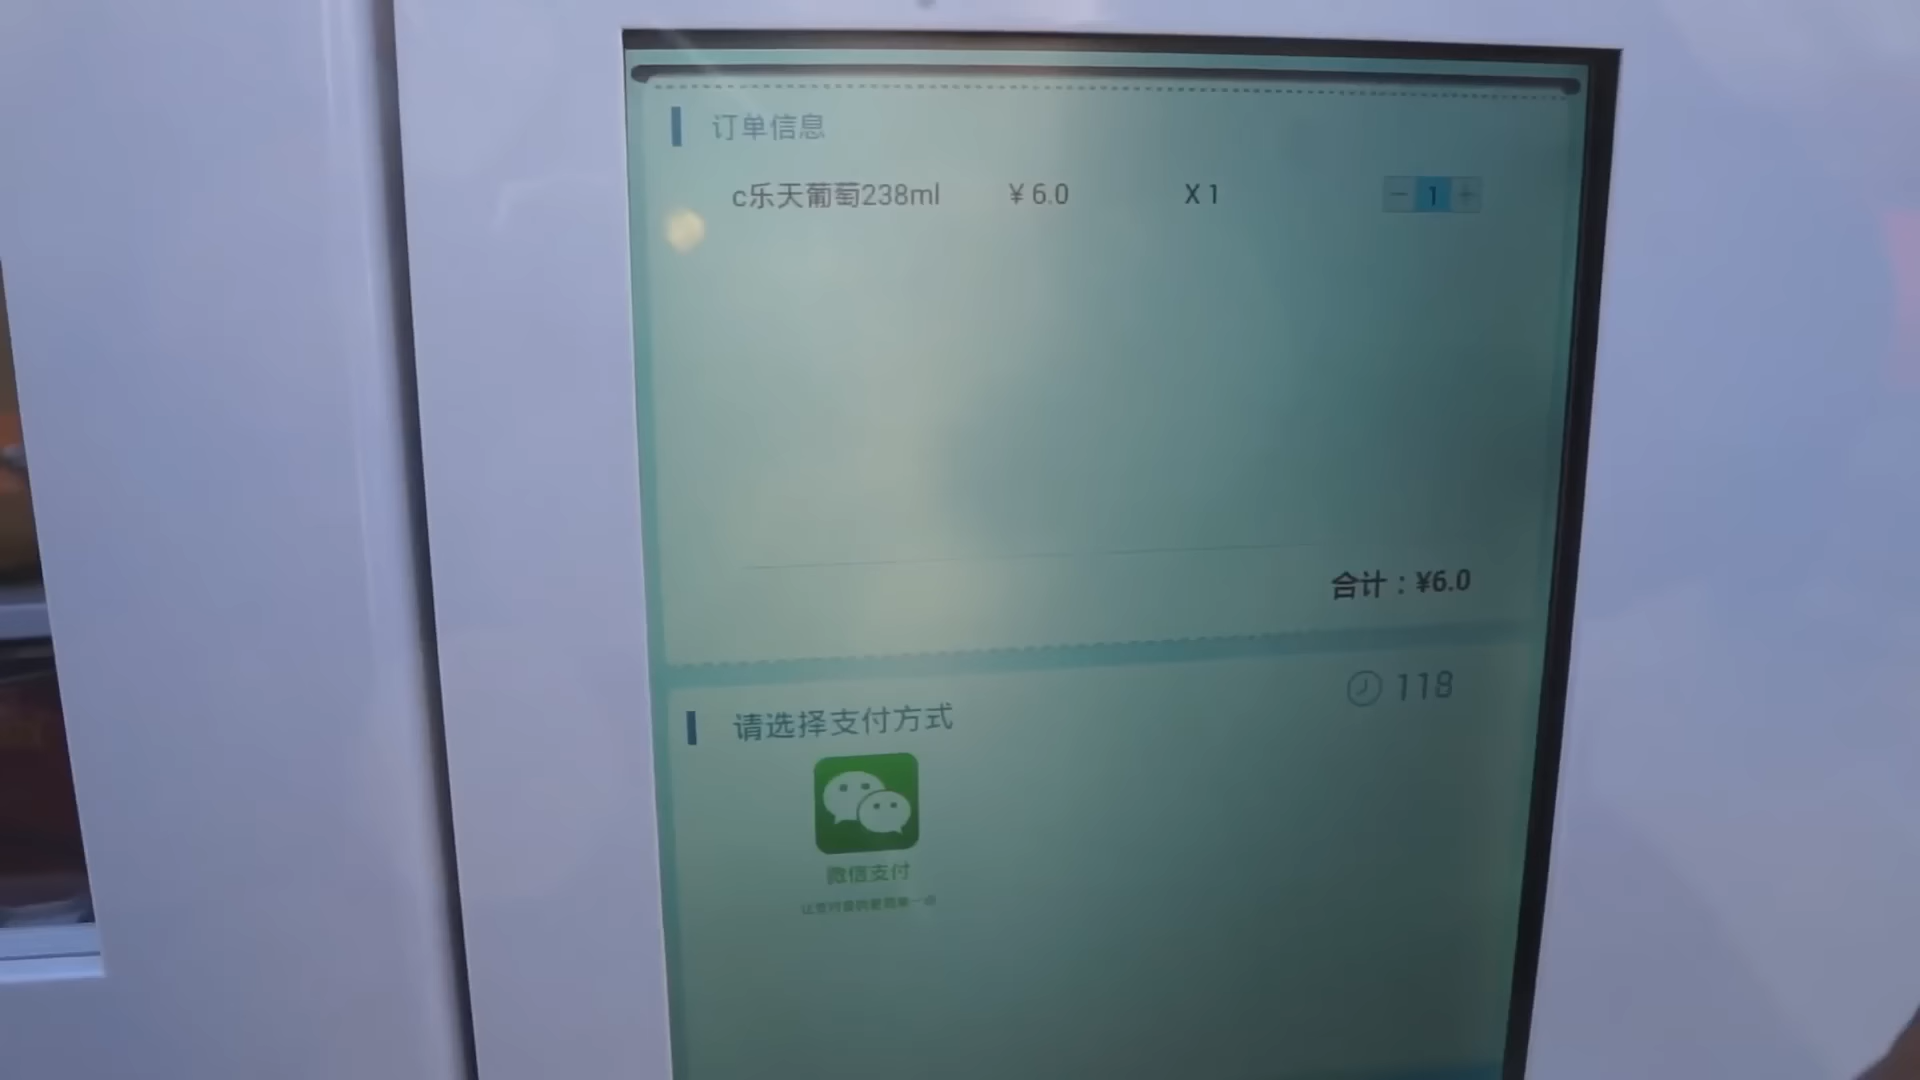 订单信息
c乐天葡萄238ml ¥6.0 X1 − 1 +
合计：¥6.0
118
请选择支付方式
微信支付